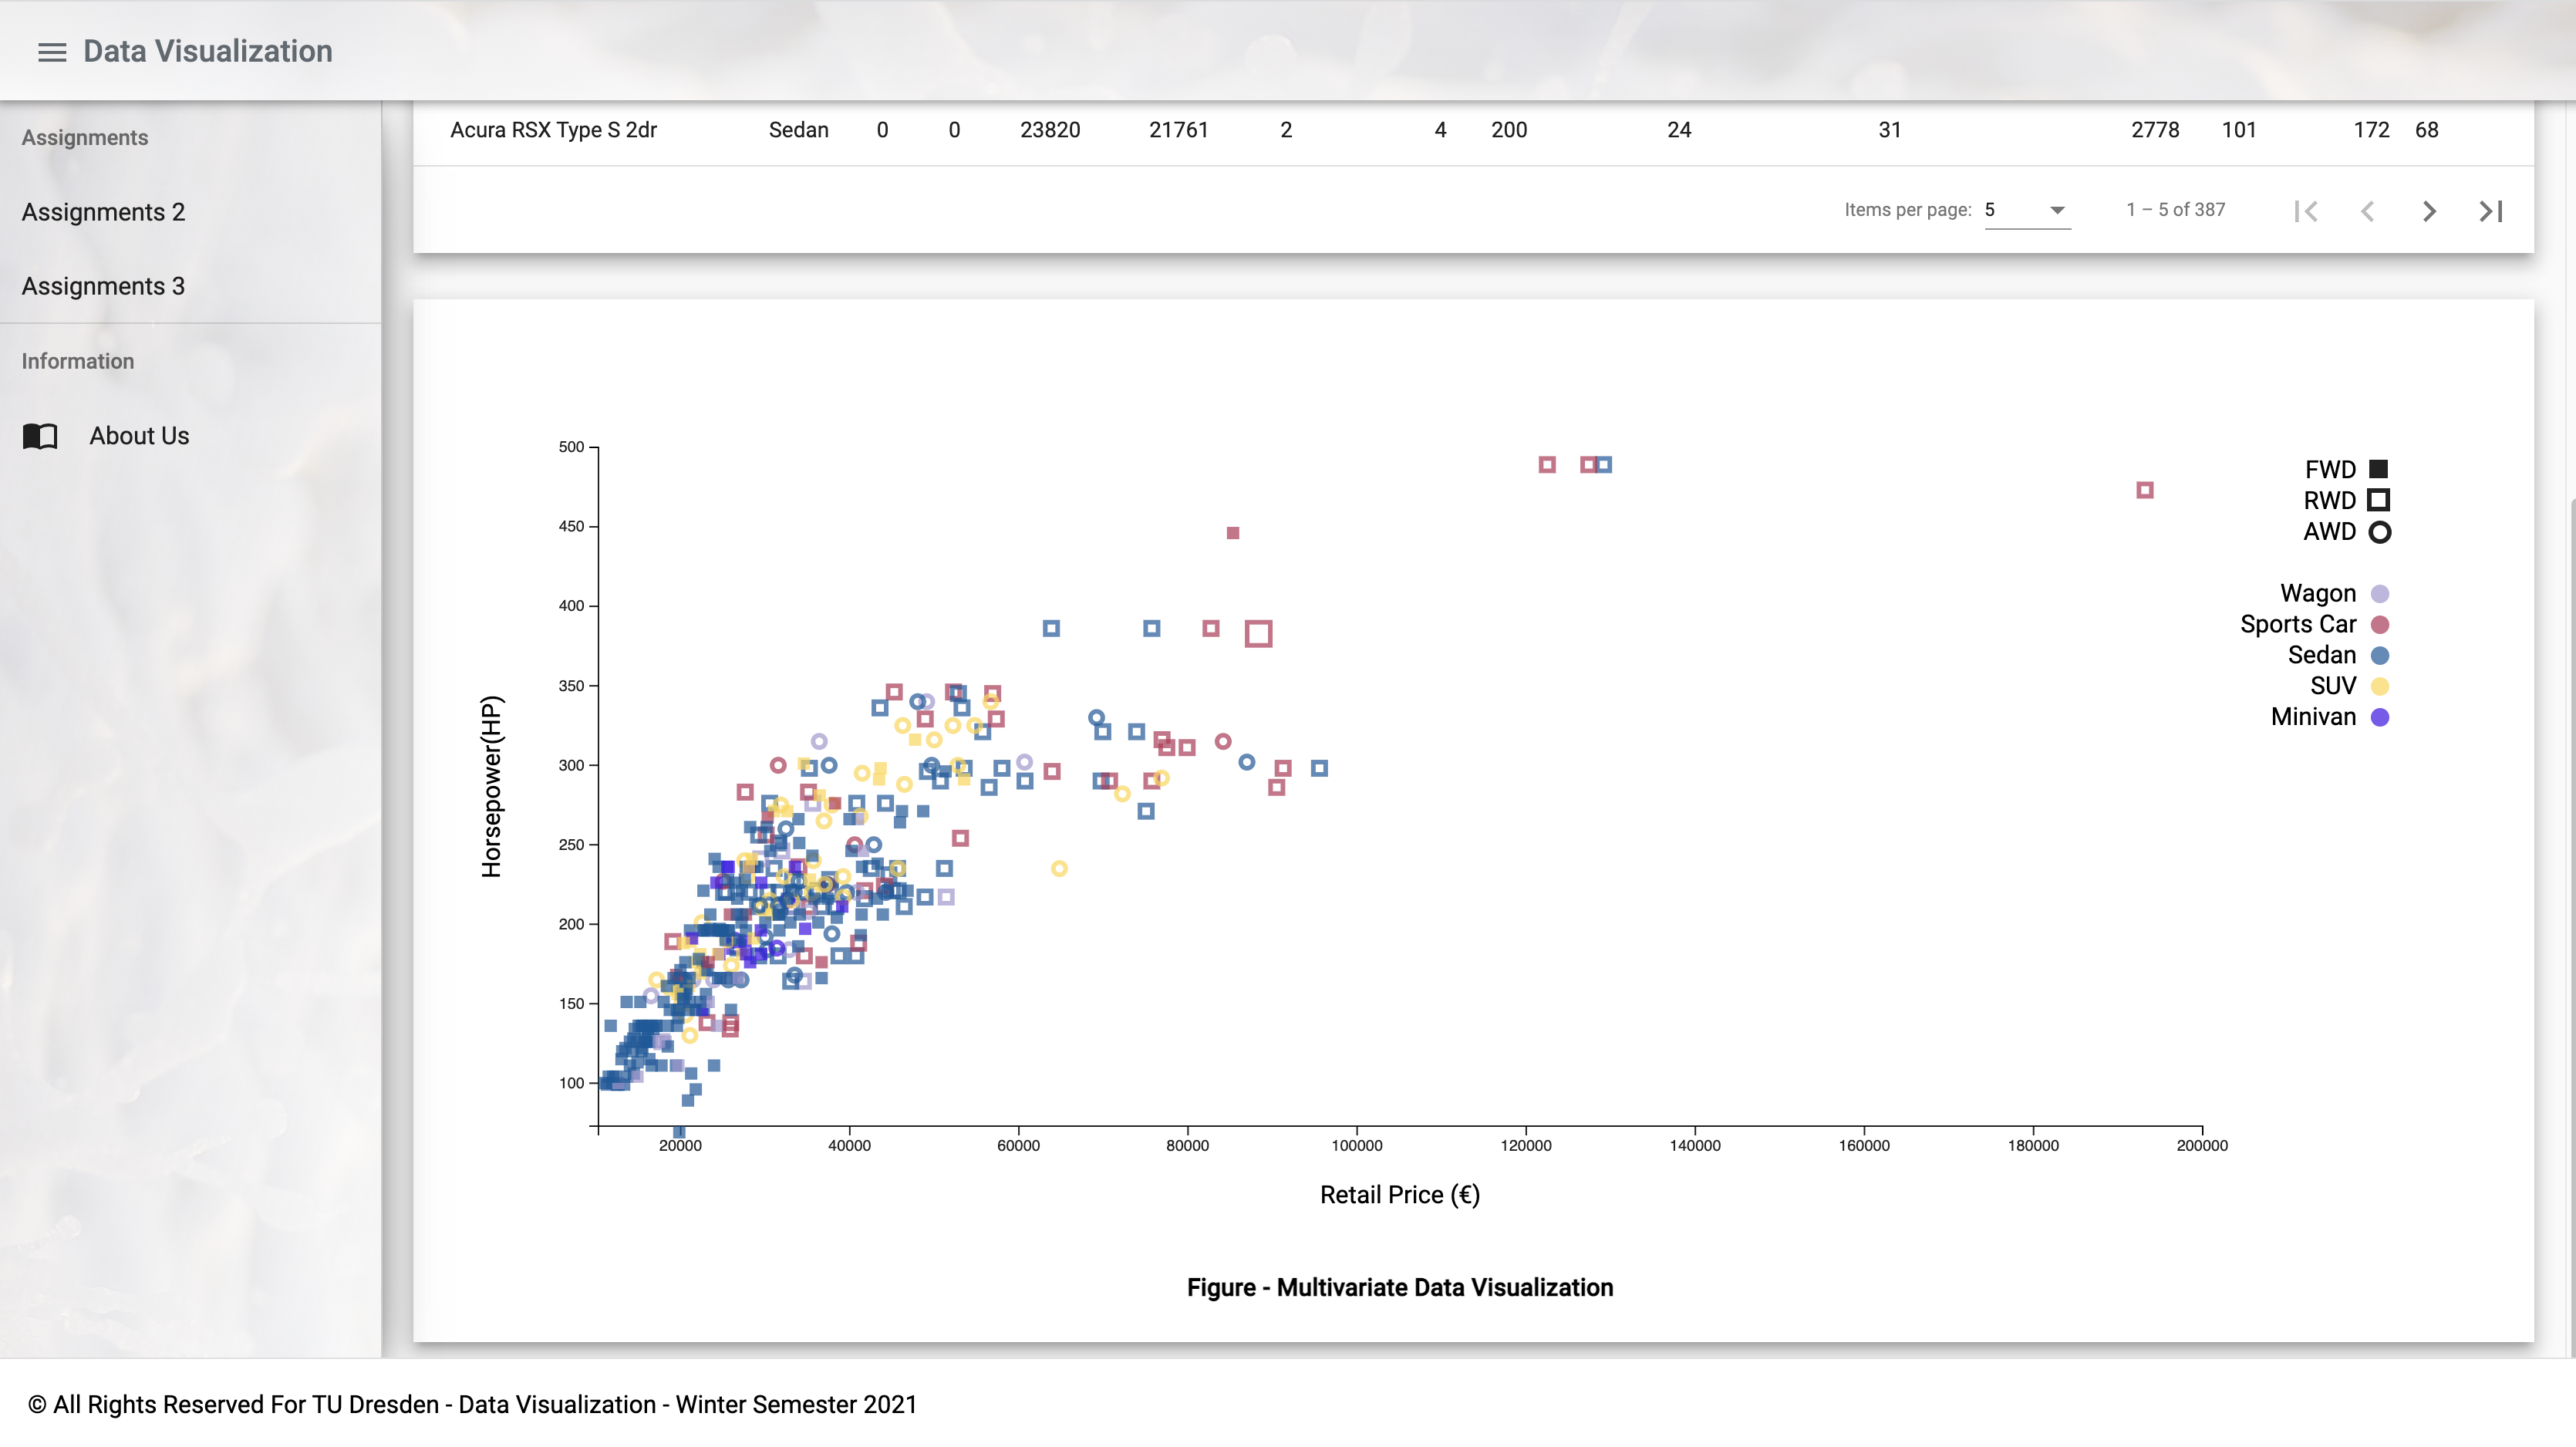 Data Visualization
Assignments
Assignments 2
Assignments 3
Information
About Us
Acura RSX Type S 2dr Sedan 0 0 23820 21761 2 4 200 24 31 2778 101 172 68
Items per page: 5 1 – 5 of 387
500
450
400
350
300
250
200
150
100
Horsepower(HP)
20000 40000 60000 80000 100000 120000 140000 160000 180000 200000
Retail Price (€)
FWD
RWD
AWD
Wagon
Sports Car
Sedan
SUV
Minivan
Figure - Multivariate Data Visualization
© All Rights Reserved For TU Dresden - Data Visualization - Winter Semester 2021